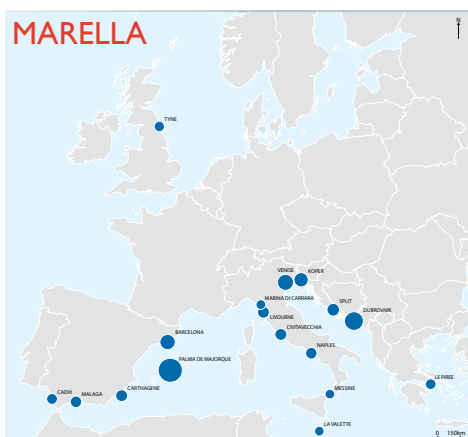 MARELLA
N
TYNE
VENISE
KOPER
MARINA DI CARRARA
LIVOURNE
SPLIT
DUBROVNIK
CIVITAVECCHIA
BARCELONA
NAPLES
PALMA DE MAJORQUE
LE PIREE
CARTHAGENE
MESSINE
CADIX
MALAGA
LA VALETTE
0 150km